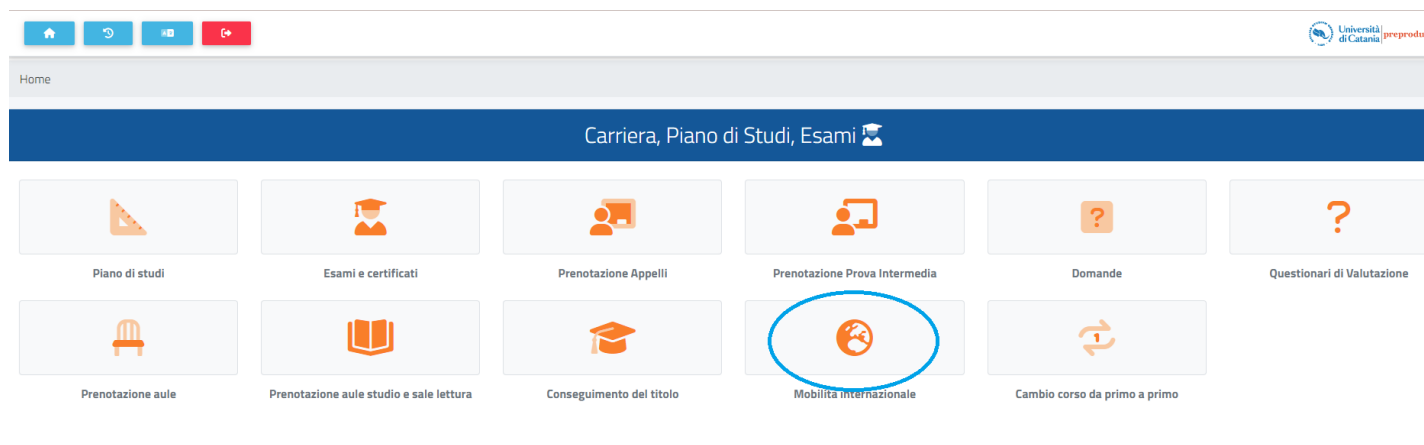 Università
di Catania
preprodu
Home
Carriera, Piano di Studi, Esami
Piano di studi
Esami e certificati
Prenotazione Appelli
Prenotazione Prova Intermedia
Domande
Questionari di Valutazione
Prenotazione aule
Prenotazione aule studio e sale lettura
Conseguimento del titolo
Mobilità internazionale
1
Cambio corso da primo a primo